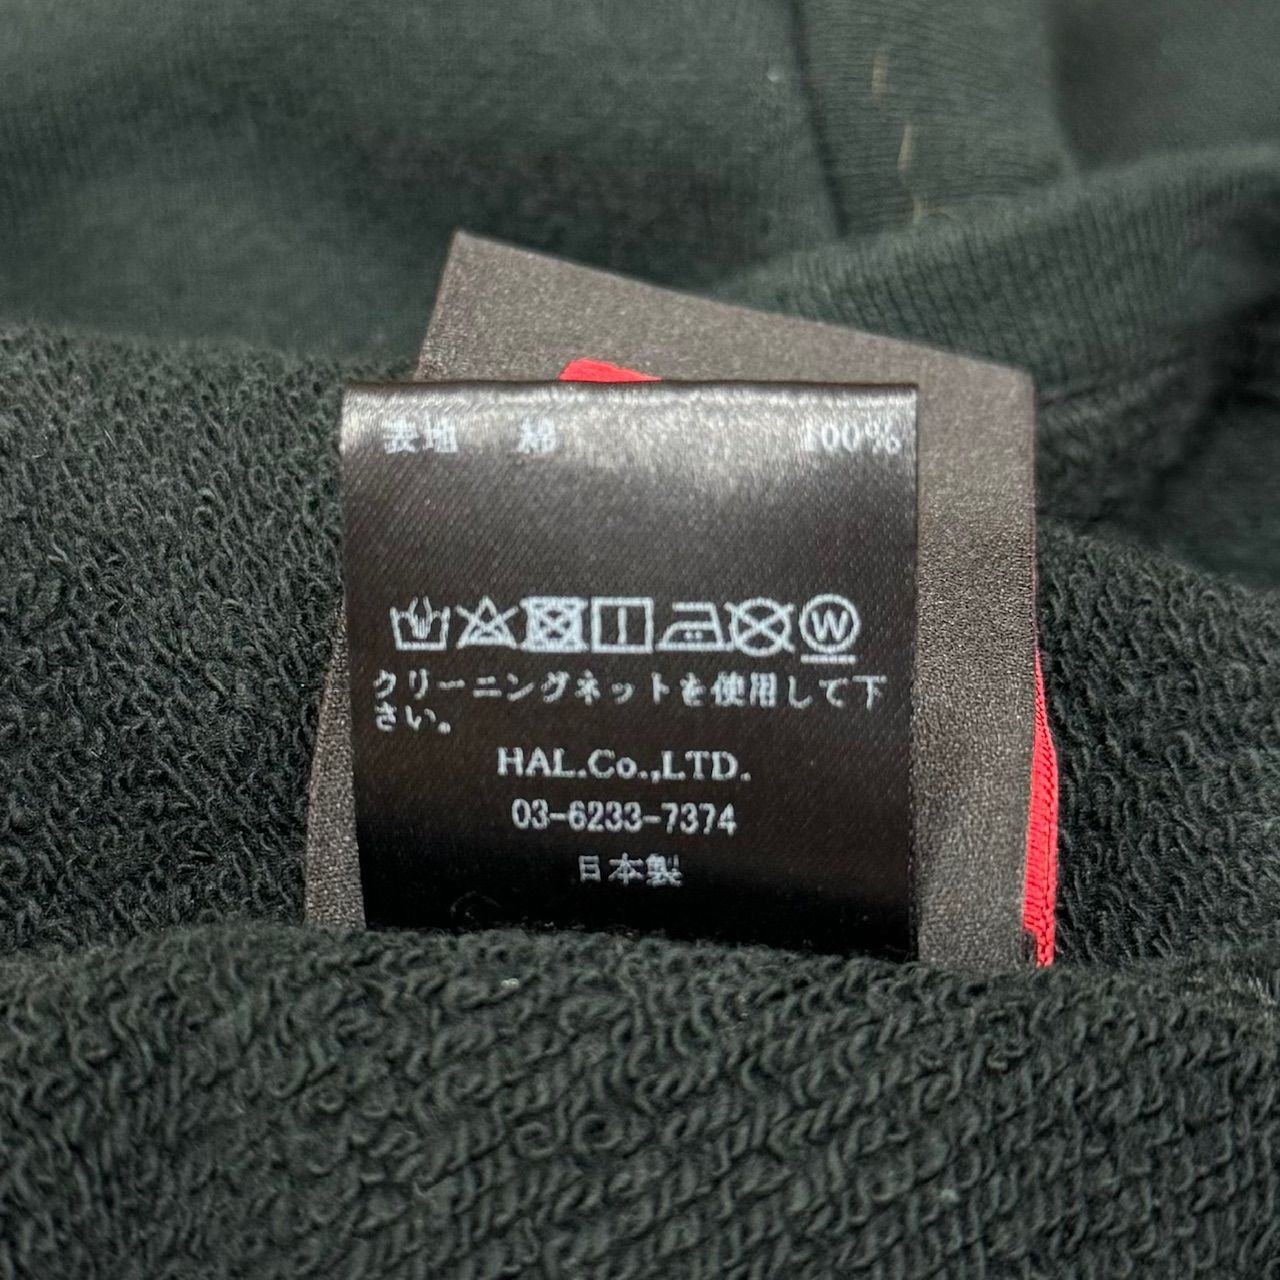 表地 綿 100%
W
クリーニングネットを使用して下
さい。
HAL.Co.,LTD.
03-6233-7374
日本製